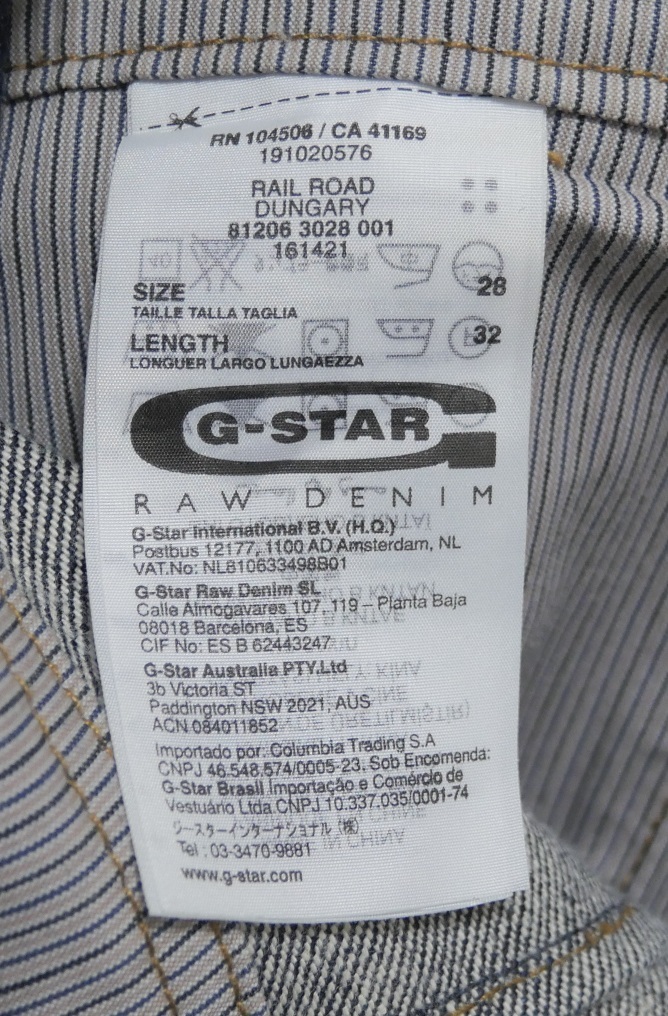 RN 104506 / CA 41169
191020576
RAIL ROAD
DUNGARY
81206 3028 001
161421
SIZE 28
TAILLE TALLA TAGLIA
LENGTH 32
LONGUER LARGO LUNGAEZZA
G-STAR
RAW DENIM
G-Star International B.V. (H.Q.)
Postbus 12177, 1100 AD Amsterdam, NL
VAT.No: NL810633498B01
G-Star Raw Denim SL
Calle Almogavares 107, 119 – Planta Baja
08018 Barcelona, ES
CIF No: ES B 62443247
G-Star Australia PTY.Ltd
3b Victoria ST
Paddington NSW 2021, AUS
ACN 084011852
Importado por: Columbia Trading S.A
CNPJ 46.548.574/0005-23. Sob Encomenda:
G-Star Brasil Importação e Comércio de
Vestuário Ltda.CNPJ 10.337.035/0001-74
ジースターインターナショナル (株)
Tel : 03-3470-9881
www.g-star.com